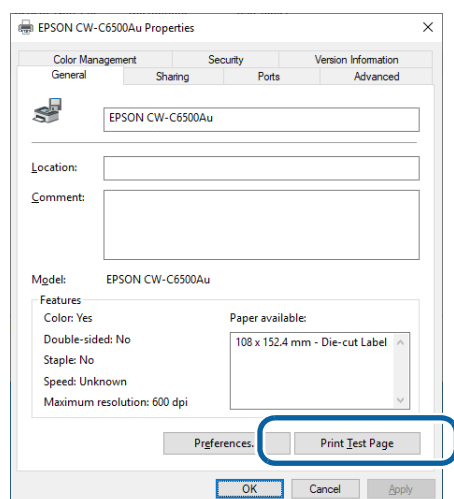 EPSON CW-C6500Au Properties
Color Management Security Version Information
General Sharing Ports Advanced
EPSON CW-C6500Au
Location:
Comment:
Model: EPSON CW-C6500Au
Features
Color: Yes Paper available:
Double-sided: No 108 x 152.4 mm - Die-cut Label
Staple: No
Speed: Unknown
Maximum resolution: 600 dpi
Preferences. Print Test Page
OK Cancel Apply